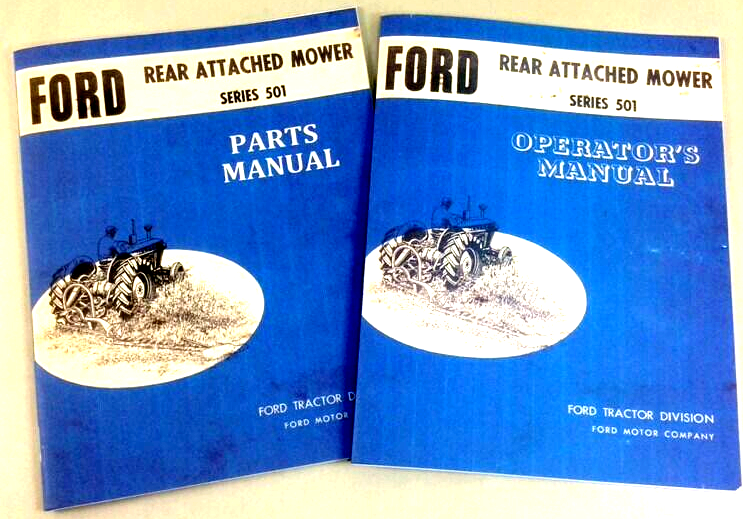 FORD
REAR ATTACHED MOWER
SERIES 501
PARTS
MANUAL
FORD TRACTOR
FORD MOTOR
FORD
REAR ATTACHED MOWER
SERIES 501
OPERATOR'S
MANUAL
FORD TRACTOR DIVISION
FORD MOTOR COMPANY